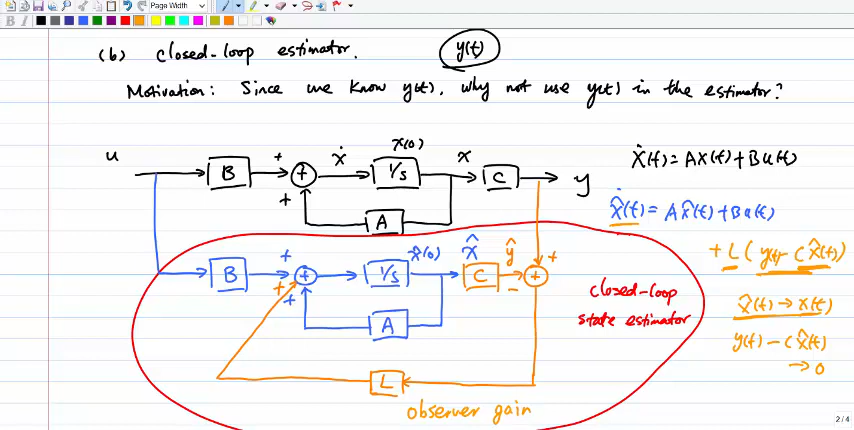 Page Width
B I
(b) closed-loop estimator. y(t)
Motivation: Since we know y(t), why not use y(t) in the estimator?
u B + + + ẋ x(0) 1/s x C y
A
ẋ(t) = Ax(t) + Bu(t)
B + + + + x̂(0) 1/s x̂ C ŷ - + +
A
L
observer gain
closed-loop
state estimator
x̂̇(t) = Ax̂(t) + Bu(t)
+ L (y(t) - Cx̂(t))
x̂(t) → x(t)
y(t) - Cx̂(t)
→ 0
2 / 4